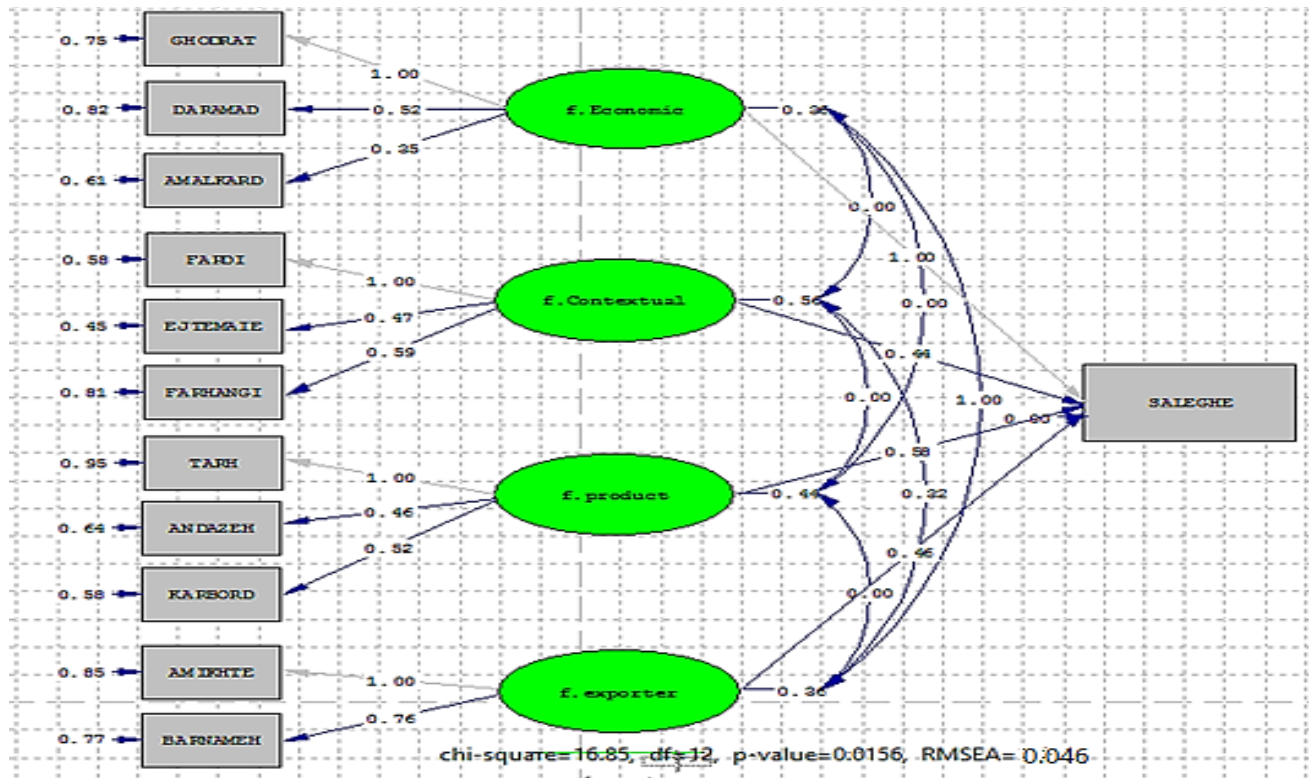 0.75 GHODRAT
1.00
0.82 DARAMAD 0.52 f.Economic 0.36
0.35
0.61 AMALKARD
0.00
0.58 FARDI 1.00
1.00
0.45 EJTEMAIE 0.47 f.Contextual 0.56 0.00
0.59 0.44
0.81 FARHANGI 0.00 1.00 SALEGHE
0.00
0.95 TARH 0.58
1.00
0.64 ANDAZEH 0.46 f.product 0.44 0.32
0.52 0.46
0.58 KARBORD 0.00
0.85 AMIKHTE 1.00 f.exporter 0.36
0.76
0.77 BARNAMEH
chi-square=16.85, df=12, p-value=0.0156, RMSEA= 0.046